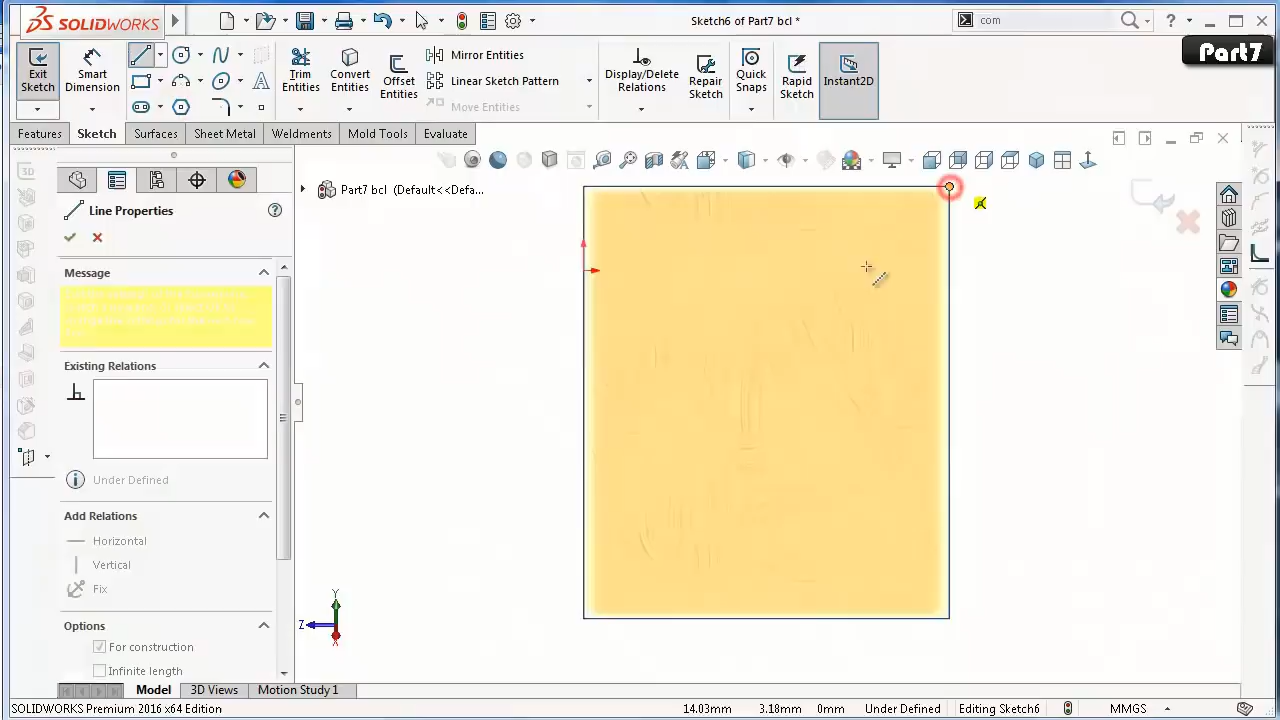 SOLIDWORKS
Sketch6 of Part7 bcl *
com
?
Part7
Exit Sketch
Smart Dimension
Trim Entities
Convert Entities
Offset Entities
Mirror Entities
Linear Sketch Pattern
Move Entities
Display/Delete Relations
Repair Sketch
Quick Snaps
Rapid Sketch
Instant2D
Features
Sketch
Surfaces
Sheet Metal
Weldments
Mold Tools
Evaluate
3D
Part7 bcl (Default<<Defa...
Line Properties
?
Message
Existing Relations
Under Defined
Add Relations
Horizontal
Vertical
Fix
Options
For construction
Infinite length
Y
Z
X
Model
3D Views
Motion Study 1
SOLIDWORKS Premium 2016 x64 Edition
14.03mm
3.18mm
0mm
Under Defined
Editing Sketch6
MMGS